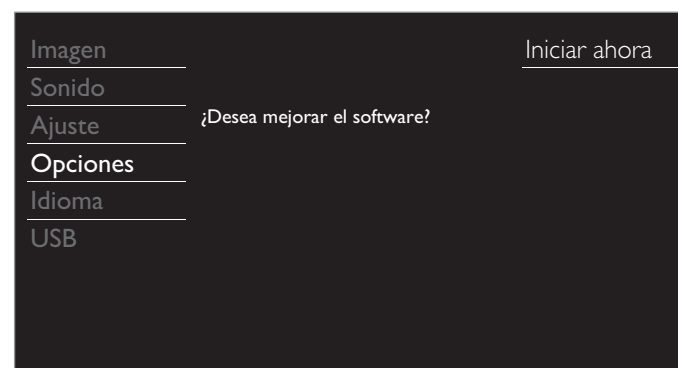 Imagen
Sonido
Ajuste
Opciones
Idioma
USB
¿Desea mejorar el software?
Iniciar ahora